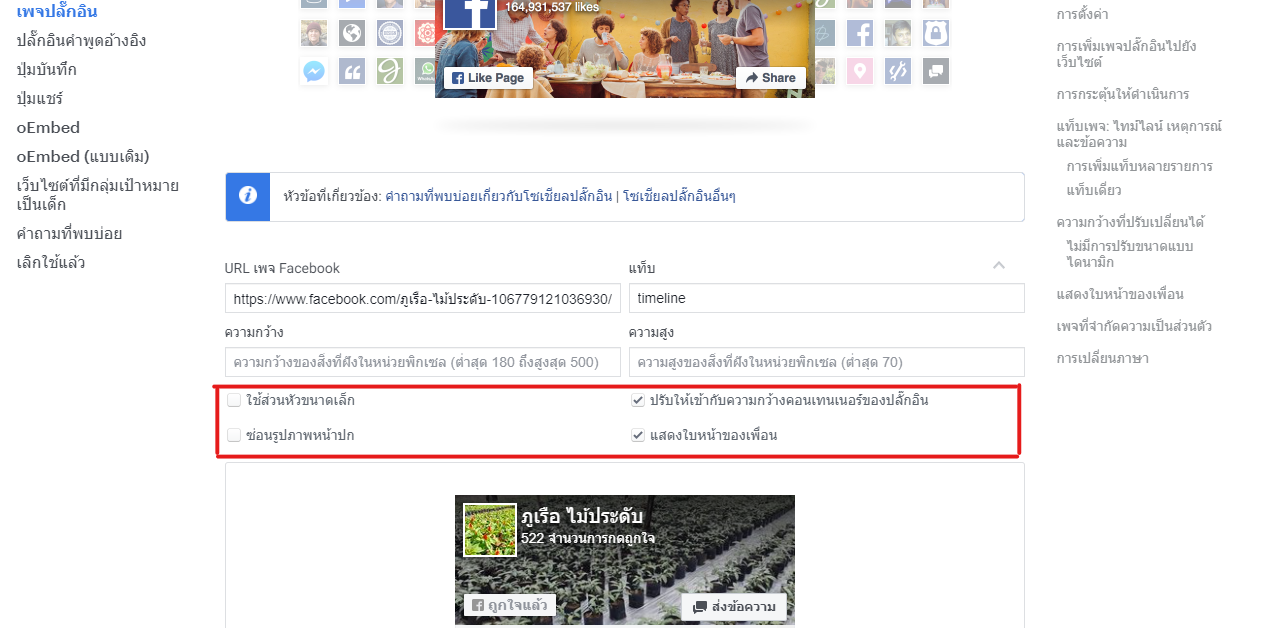 เพจปลั๊กอิน
ปลั๊กอินคำพูดอ้างอิง
ปุ่มบันทึก
ปุ่มแชร์
oEmbed
oEmbed (แบบเดิม)
เว็บไซต์ที่มีกลุ่มเป้าหมาย
เป็นเด็ก
คำถามที่พบบ่อย
เลิกใช้แล้ว
164,931,537 likes
Like Page
Share
หัวข้อที่เกี่ยวข้อง: คำถามที่พบบ่อยเกี่ยวกับโซเชียลปลั๊กอิน | โซเชียลปลั๊กอินอื่นๆ
URL เพจ Facebook
แท็บ
https://www.facebook.com/ภูเรือ-ไม้ประดับ-106779121036930/
timeline
ความกว้าง
ความสูง
ความกว้างของสิ่งที่ฝังในหน่วยพิกเซล (ต่ำสุด 180 ถึงสูงสุด 500)
ความสูงของสิ่งที่ฝังในหน่วยพิกเซล (ต่ำสุด 70)
ใช้ส่วนหัวขนาดเล็ก
ปรับให้เข้ากับความกว้างคอนเทนเนอร์ของปลั๊กอิน
ซ่อนรูปภาพหน้าปก
แสดงใบหน้าของเพื่อน
ภูเรือ ไม้ประดับ
522 จำนวนการกดถูกใจ
ถูกใจแล้ว
ส่งข้อความ
การตั้งค่า
การเพิ่มเพจปลั๊กอินไปยัง
เว็บไซต์
การกระตุ้นให้ดำเนินการ
แท็บเพจ: ไทม์ไลน์ เหตุการณ์
และข้อความ
การเพิ่มแท็บหลายรายการ
แท็บเดี่ยว
ความกว้างที่ปรับเปลี่ยนได้
ไม่มีการปรับขนาดแบบ
ไดนามิก
แสดงใบหน้าของเพื่อน
เพจที่จำกัดความเป็นส่วนตัว
การเปลี่ยนภาษา